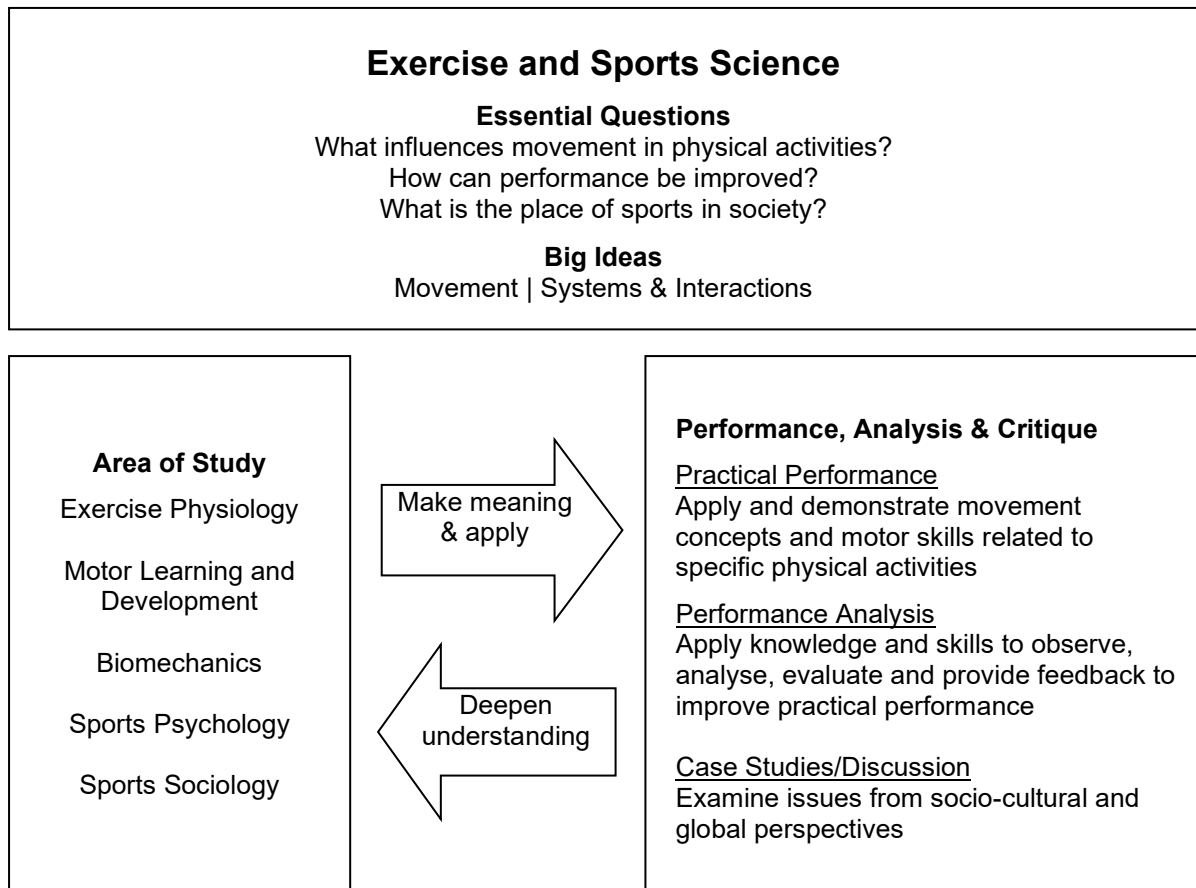 Exercise and Sports Science
Essential Questions
What influences movement in physical activities?
How can performance be improved?
What is the place of sports in society?
Big Ideas
Movement | Systems & Interactions
Area of Study
Exercise Physiology
Motor Learning and
Development
Biomechanics
Sports Psychology
Sports Sociology
Make meaning
& apply
Deepen
understanding
Performance, Analysis & Critique
Practical Performance
Apply and demonstrate movement
concepts and motor skills related to
specific physical activities
Performance Analysis
Apply knowledge and skills to observe,
analyse, evaluate and provide feedback to
improve practical performance
Case Studies/Discussion
Examine issues from socio-cultural and
global perspectives